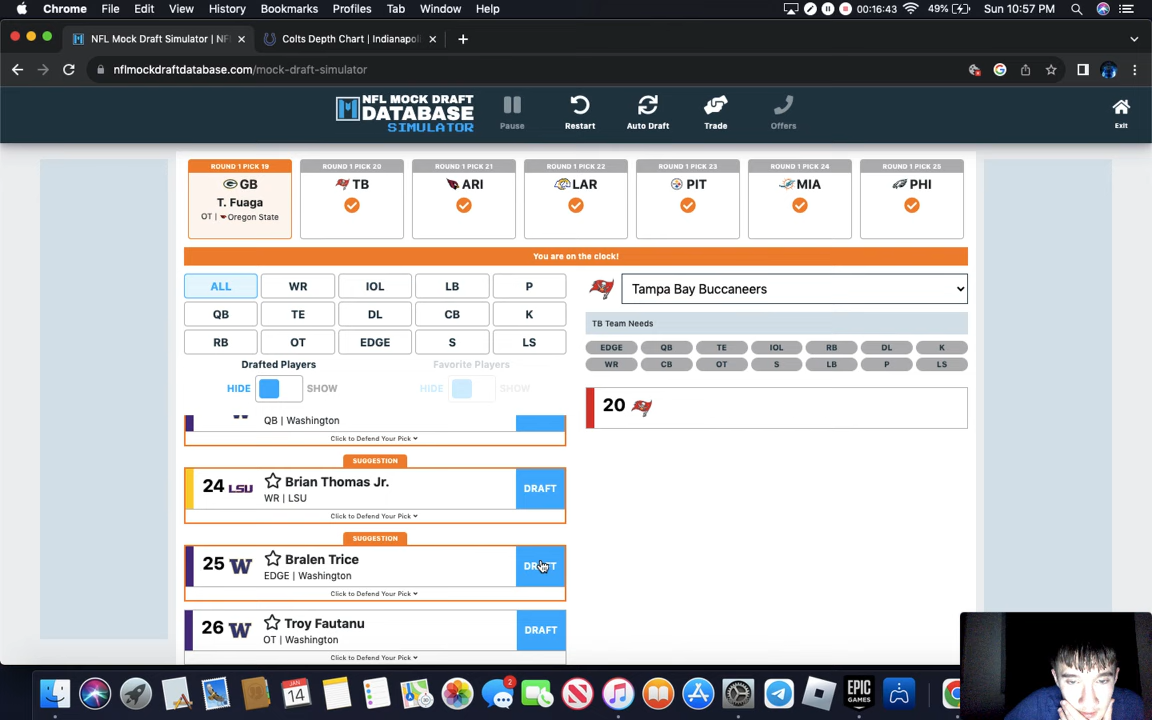 Chrome File Edit View History Bookmarks Profiles Tab Window Help 00:16:43 49% Sun 10:57 PM
NFL Mock Draft Simulator | NF × Colts Depth Chart | Indianapol × +
nflmockdraftdatabase.com/mock-draft-simulator
NFL MOCK DRAFT
DATABASE
SIMULATOR
Pause Restart Auto Draft Trade Offers Exit
ROUND 1 PICK 19 ROUND 1 PICK 20 ROUND 1 PICK 21 ROUND 1 PICK 22 ROUND 1 PICK 23 ROUND 1 PICK 24 ROUND 1 PICK 25
GB TB ARI LAR PIT MIA PHI
T. Fuaga
OT | Oregon State
You are on the clock!
ALL WR IOL LB P
QB TE DL CB K
RB OT EDGE S LS
Drafted Players Favorite Players
HIDE SHOW HIDE SHOW
Tampa Bay Buccaneers
TB Team Needs
EDGE QB TE IOL RB DL K
WR CB OT S LB P LS
20
QB | Washington
Click to Defend Your Pick
SUGGESTION
24 LSU Brian Thomas Jr. DRAFT
WR | LSU
Click to Defend Your Pick
SUGGESTION
25 W Bralen Trice DRAFT
EDGE | Washington
Click to Defend Your Pick
26 W Troy Fautanu DRAFT
OT | Washington
Click to Defend Your Pick
JAN
14
2
EPIC
GAMES